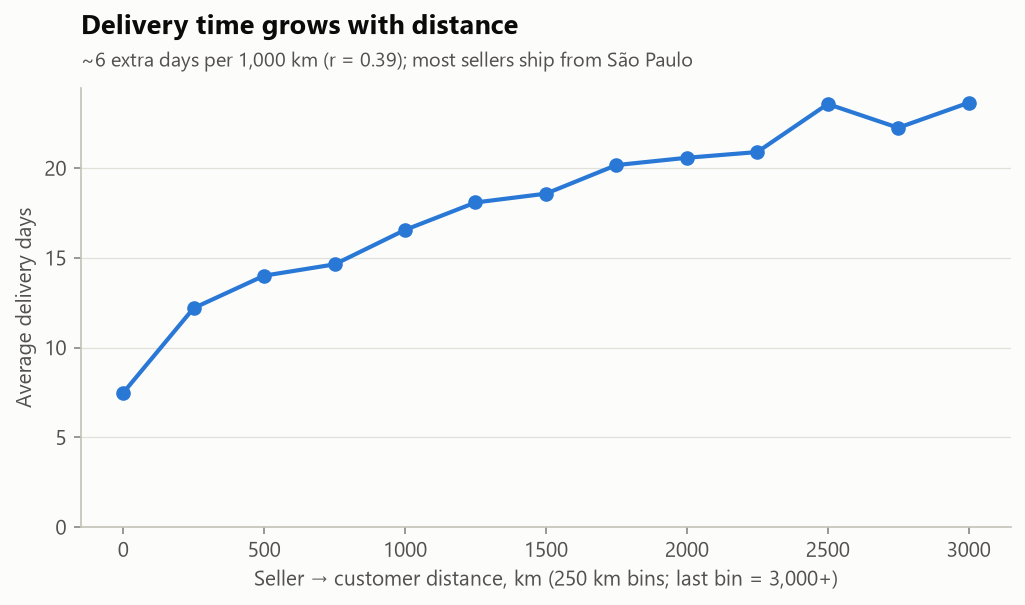 Delivery time grows with distance
~6 extra days per 1,000 km (r = 0.39); most sellers ship from São Paulo
Average delivery days
20
15
10
5
0
0 500 1000 1500 2000 2500 3000
Seller → customer distance, km (250 km bins; last bin = 3,000+)